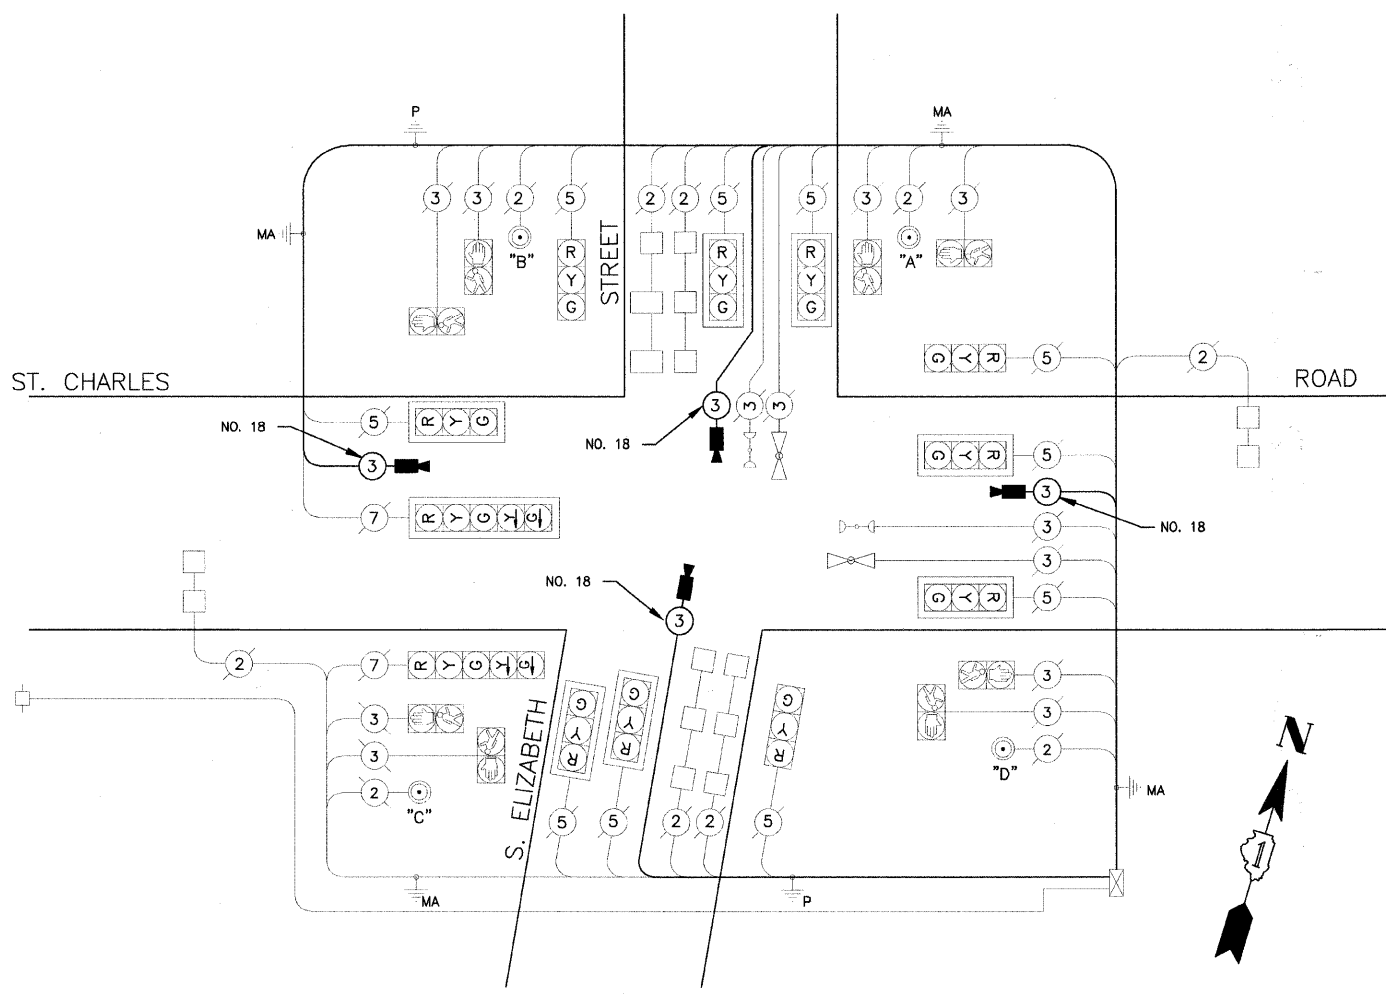 P
MA
3 3 2 5 2 2 5 5 3 2 3
MA
"B"
"A"
R Y G
STREET
R Y G
R Y G
G Y R 5
2
ST. CHARLES
ROAD
5 R Y G
NO. 18
3
NO. 18
3 3 3
G Y R 5
3
NO. 18
7 R Y G Y G
3
3
NO. 18
3
G Y R 5
2
7 R Y G Y G
3
3
2
"C"
S. ELIZABETH
G Y R
G Y R
G Y R
5 5 2 2 5
3
3
2
"D"
MA
MA
P
N
1